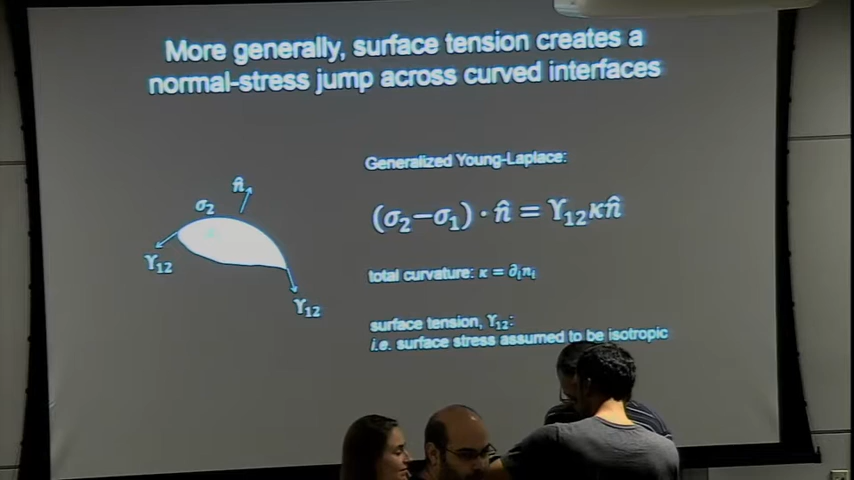 More generally, surface tension creates a
normal-stress jump across curved interfaces
Generalized Young-Laplace:
n̂
σ₂
(σ₂−σ₁) · n̂ = ϒ₁₂κn̂
ϒ₁₂
total curvature: κ = ∂ᵢnᵢ
ϒ₁₂
surface tension, ϒ₁₂:
i.e. surface stress assumed to be isotropic